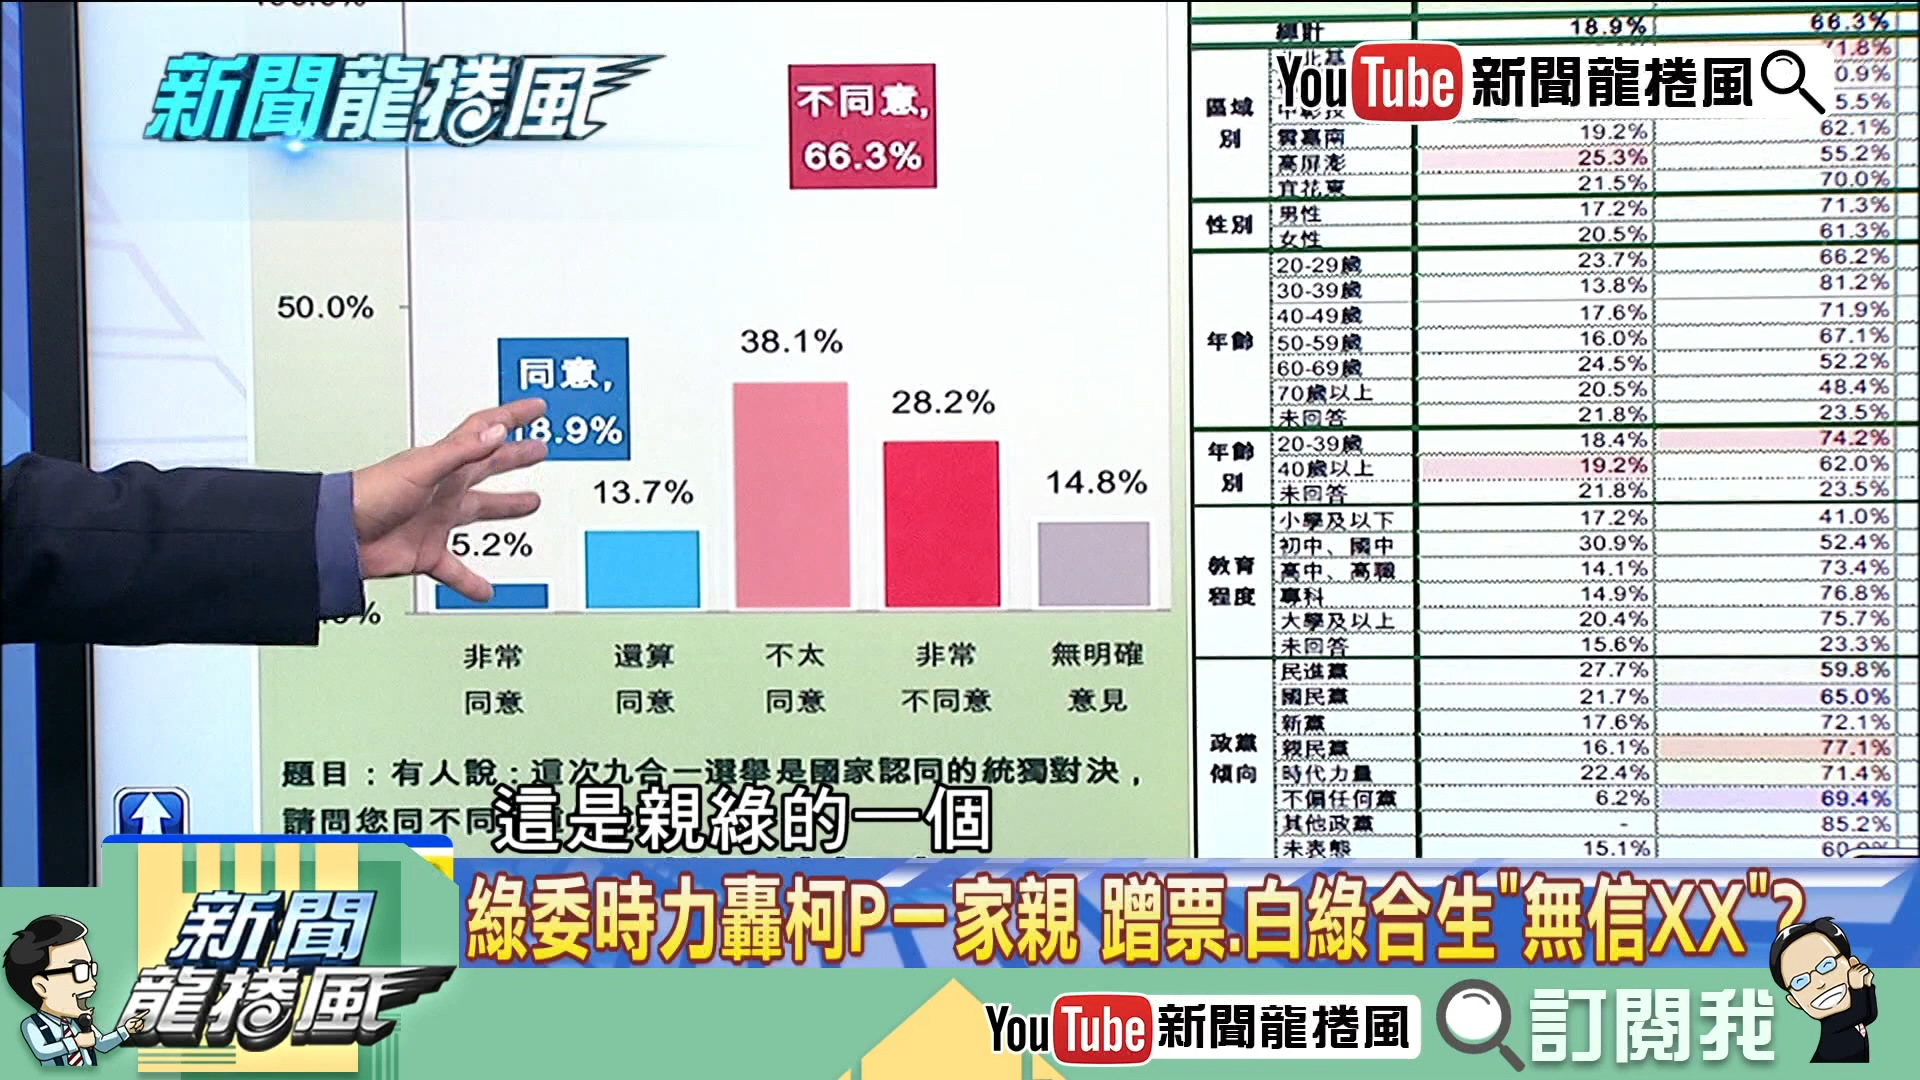 新聞龍捲風
不同意,
66.3%
50.0%
同意,
18.9%
5.2%
13.7%
38.1%
28.2%
14.8%
非常
同意
還算
同意
不太
同意
非常
不同意
無明確
意見
題目：有人說：這次九合一選舉是國家認同的統獨對決，
請問您同不同
這是親綠的一個
總計 18.9% 66.3%
71.8%
YouTube 新聞龍捲風
區域
別
雲嘉南 19.2% 62.1%
高屏澎 25.3% 55.2%
宜花東 21.5% 70.0%
性別
男性 17.2% 71.3%
女性 20.5% 61.3%
年齡
20-29歲 23.7% 66.2%
30-39歲 13.8% 81.2%
40-49歲 17.6% 71.9%
50-59歲 16.0% 67.1%
60-69歲 24.5% 52.2%
70歲以上 20.5% 48.4%
未回答 21.8% 23.5%
年齡
別
20-39歲 18.4% 74.2%
40歲以上 19.2% 62.0%
未回答 21.8% 23.5%
教育
程度
小學及以下 17.2% 41.0%
初中、國中 30.9% 52.4%
高中、高職 14.1% 73.4%
專科 14.9% 76.8%
大學及以上 20.4% 75.7%
未回答 15.6% 23.3%
政黨
傾向
民進黨 27.7% 59.8%
國民黨 21.7% 65.0%
新黨 17.6% 72.1%
親民黨 16.1% 77.1%
時代力量 22.4% 71.4%
不偏任何黨 6.2% 69.4%
其他政黨 - 85.2%
未表態 15.1%
綠委時力轟柯P一家親 蹭票.白綠合生"無信XX"?
新聞
龍捲風
YouTube 新聞龍捲風
訂閱我